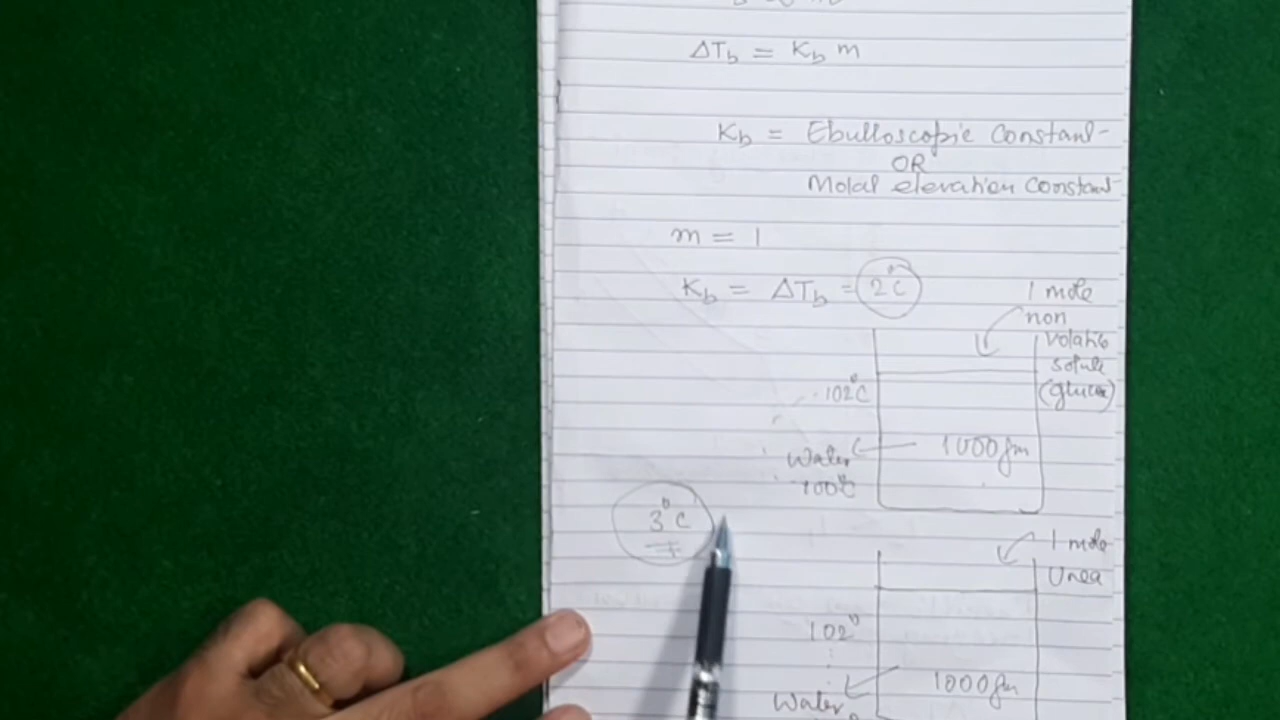 ΔTb = Kb m
Kb = Ebulloscopic Constant
OR
Molal elevation Constant
m = 1
Kb = ΔTb = 2°C
1 mole
non
volatile
solute
(glucose)
102°C
1000 gm
Water
100°C
3°C
1 mole
Urea
102°
1000 gm
Water